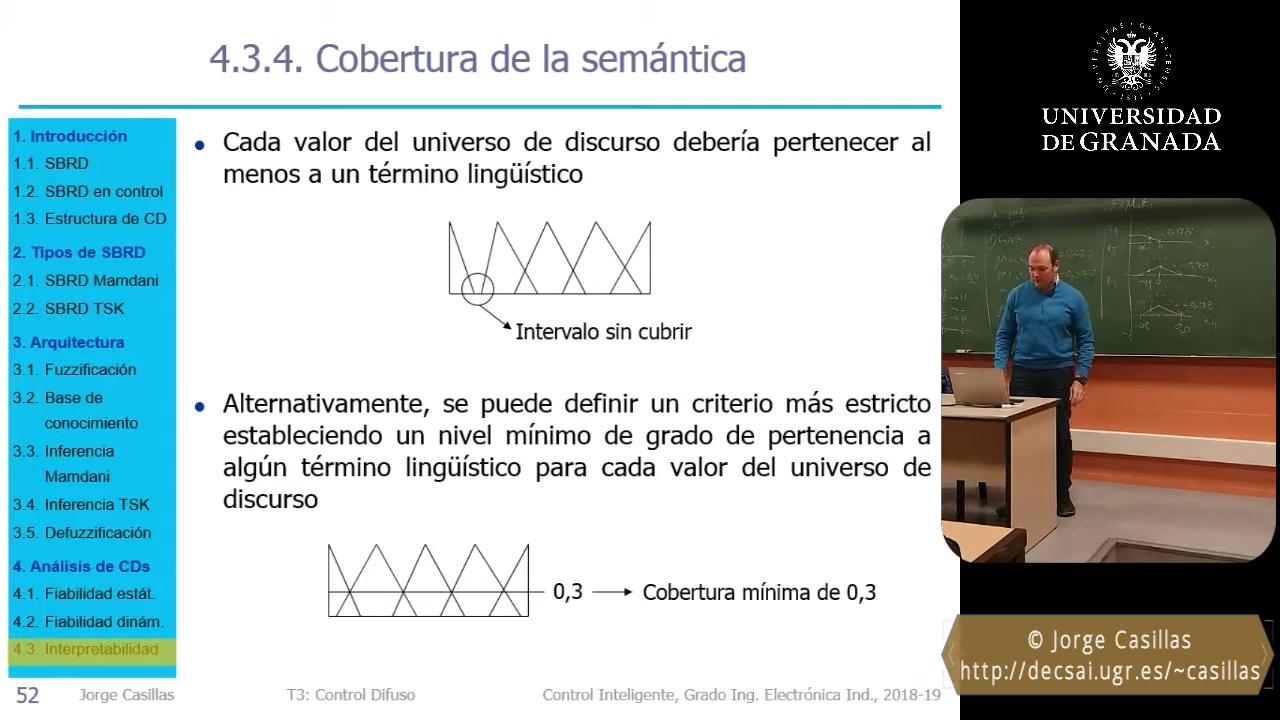 4.3.4. Cobertura de la semántica
1. Introducción
1.1. SBRD
1.2. SBRD en control
1.3. Estructura de CD
2. Tipos de SBRD
2.1. SBRD Mamdani
2.2. SBRD TSK
3. Arquitectura
3.1. Fuzzificación
3.2. Base de
conocimiento
3.3. Inferencia
Mamdani
3.4. Inferencia TSK
3.5. Defuzzificación
4. Análisis de CDs
4.1. Fiabilidad estát.
4.2. Fiabilidad dinám.
4.3. Interpretabilidad
Cada valor del universo de discurso debería pertenecer al
menos a un término lingüístico
Intervalo sin cubrir
Alternativamente, se puede definir un criterio más estricto
estableciendo un nivel mínimo de grado de pertenencia a
algún término lingüístico para cada valor del universo de
discurso
0,3
Cobertura mínima de 0,3
52
Jorge Casillas
T3: Control Difuso
Control Inteligente, Grado Ing. Electrónica Ind., 2018-19
UNIVERSIDAD
DE GRANADA
© Jorge Casillas
http://decsai.ugr.es/~casillas